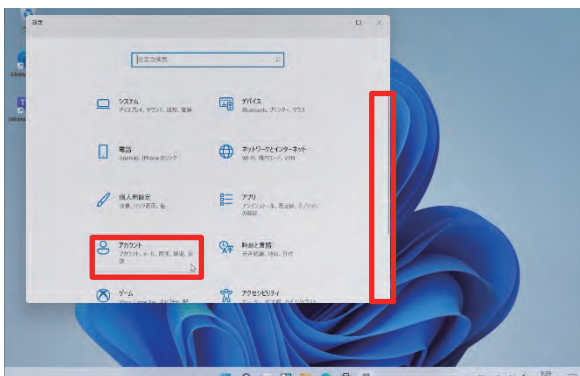 設定
設定の検索
システム
ディスプレイ、サウンド、通知、電源
デバイス
Bluetooth、プリンター、マウス
電話
Android、iPhone のリンク
ネットワークとインターネット
Wi-Fi、機内モード、VPN
個人用設定
背景、ロック画面、色
アプリ
アンインストール、既定値、オプション
の機能
アカウント
アカウント、メール、同期、職場、家
族
時刻と言語
音声認識、地域、日付
ゲーム
アクセシビリティ